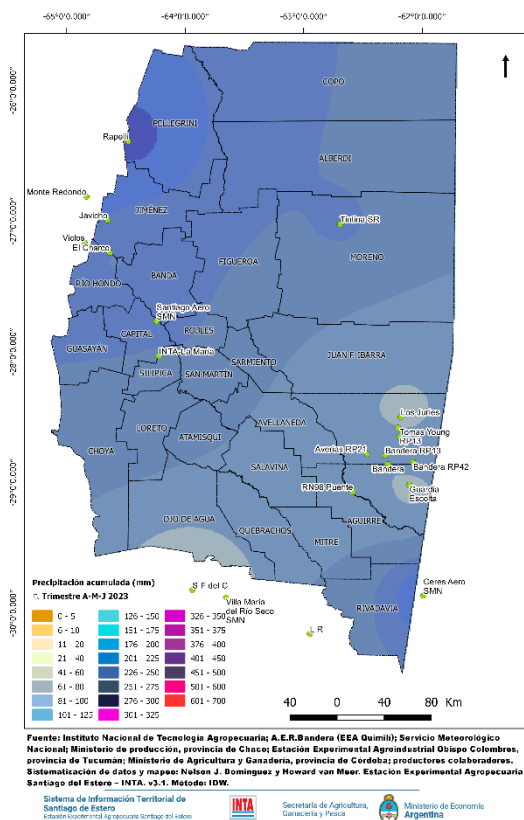 -65°0'0.000" -64°0'0.000" -63°0'0.000" -62°0'0.000"
-28°0'0.000"
-27°0'0.000"
-28°0'0.000"
-29°0'0.000"
-30°0'0.000"
COPO
PELLEGRINI
Rapelli
ALBERDI
Monte Redondo
JIMÉNEZ
Javicho
Tintina SR
Viclos
El Charco
MORENO
FIGUEROA
BANDA
RÍO HONDO
Santiago Aero
SMN
CAPITAL
ROBLES
GUASAYÁN
INTA-La María
JUAN F. IBARRA
SARMIENTO
SILIPICA
SAN MARTÍN
Los Juríes
LORETO
AVELLANEDA
Tomas Young
RP13
ATAMISQUI
CHOYA
Averías RP21
Bandera RP13
SALAVINA
Bandera
Bandera RP42
RN98 Puente
Guardia
Escolta
OJO DE AGUA
AGUIRRE
QUEBRACHOS
MITRE
S F del C
Ceres Aero
SMN
Villa María
del Río Seco
SMN
RIVADAVIA
L R
Precipitación acumulada (mm)
Trimestre A-M-J 2023
0 - 5 126 - 150 326 - 350
6 - 10 151 - 175 351 - 375
11 - 20 176 - 200 376 - 400
21 - 40 201 - 225 401 - 450
41 - 60 226 - 250 451 - 500
61 - 80 251 - 275 501 - 600
81 - 100 276 - 300 601 - 700
101 - 125 301 - 325
40 0 40 80 Km
Fuente: Instituto Nacional de Tecnología Agropecuaria; A.E.R.Bandera (EEA Quimilí); Servicio Meteorológico
Nacional; Ministerio de producción, provincia de Chaco; Estación Experimental Agroindustrial Obispo Colombres,
provincia de Tucumán; Ministerio de Agricultura y Ganadería, provincia de Córdoba; productores colaboradores.
Sistematización de datos y mapeo: Nelson J. Domínguez y Howard van Meer. Estación Experimental Agropecuaria
Santiago del Estero – INTA. v3.1. Método: IDW.
Sistema de Información Territorial de
Santiago de Estero
Estación Experimental Agropecuaria Santiago del Estero
INTA
Secretaría de Agricultura,
Ganadería y Pesca
Ministerio de Economía
Argentina